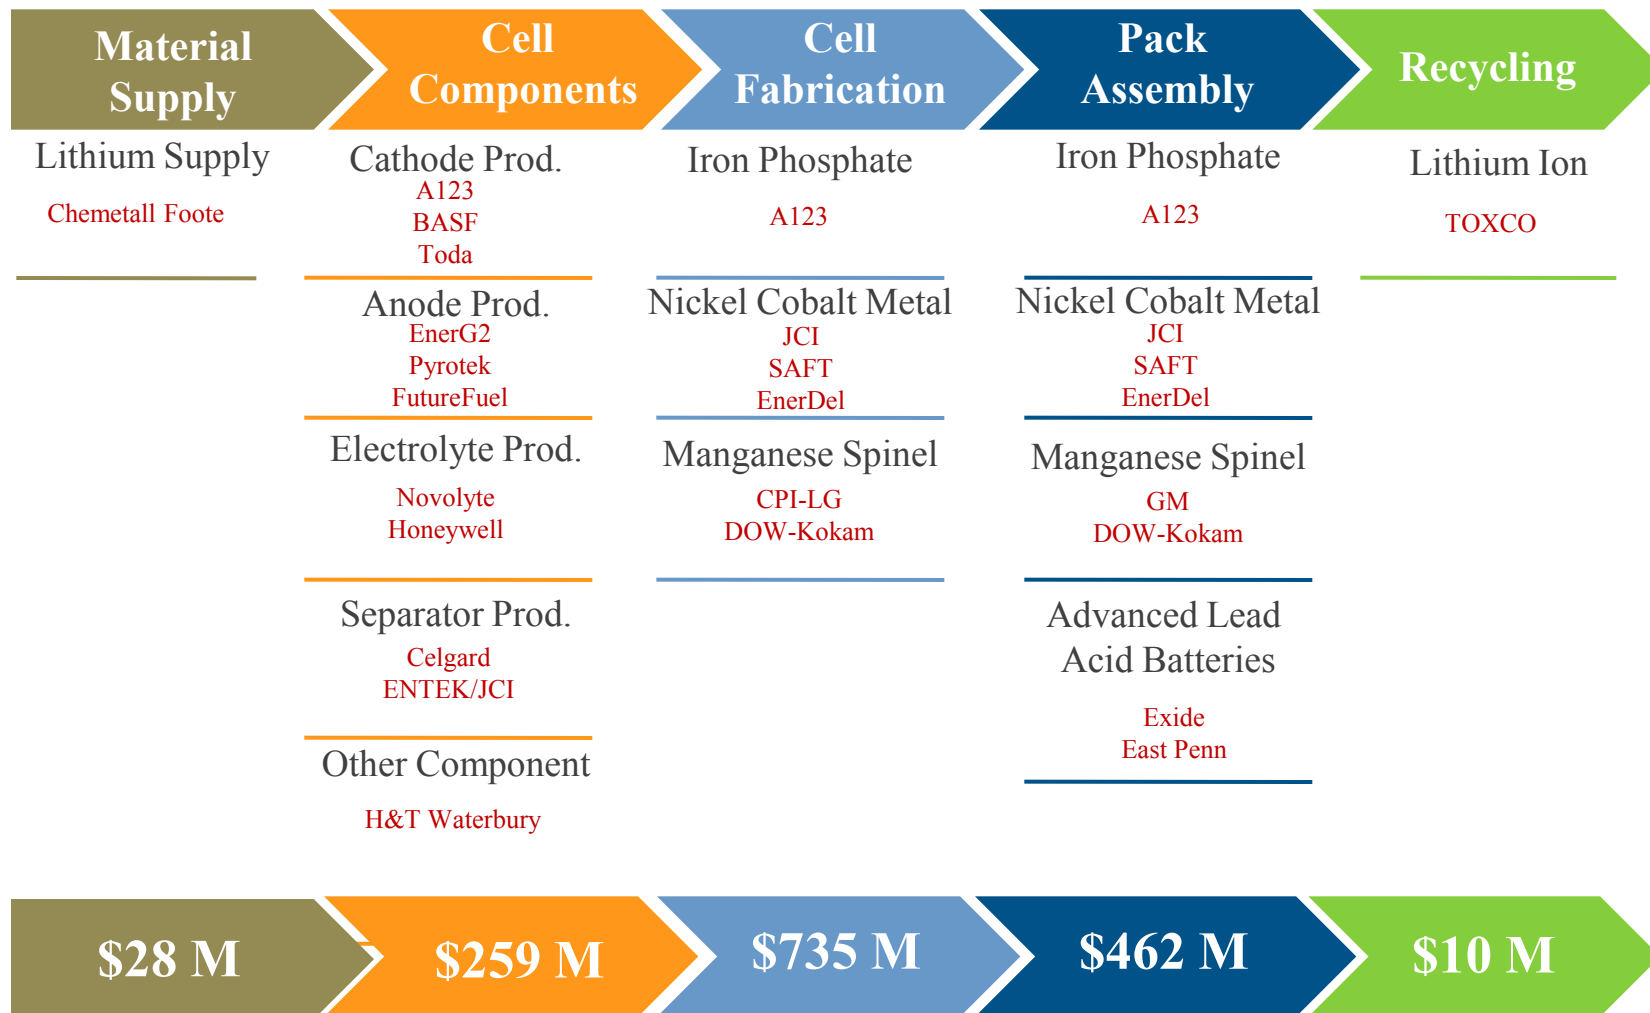 Material
Supply
Cell
Components
Cell
Fabrication
Pack
Assembly
Recycling
Lithium Supply
Chemetall Foote
Cathode Prod.
A123
BASF
Toda
Anode Prod.
EnerG2
Pyrotek
FutureFuel
Electrolyte Prod.
Novolyte
Honeywell
Separator Prod.
Celgard
ENTEK/JCI
Other Component
H&T Waterbury
Iron Phosphate
A123
Nickel Cobalt Metal
JCI
SAFT
EnerDel
Manganese Spinel
CPI-LG
DOW-Kokam
Iron Phosphate
A123
Nickel Cobalt Metal
JCI
SAFT
EnerDel
Manganese Spinel
GM
DOW-Kokam
Advanced Lead
Acid Batteries
Exide
East Penn
Lithium Ion
TOXCO
$28 M
$259 M
$735 M
$462 M
$10 M